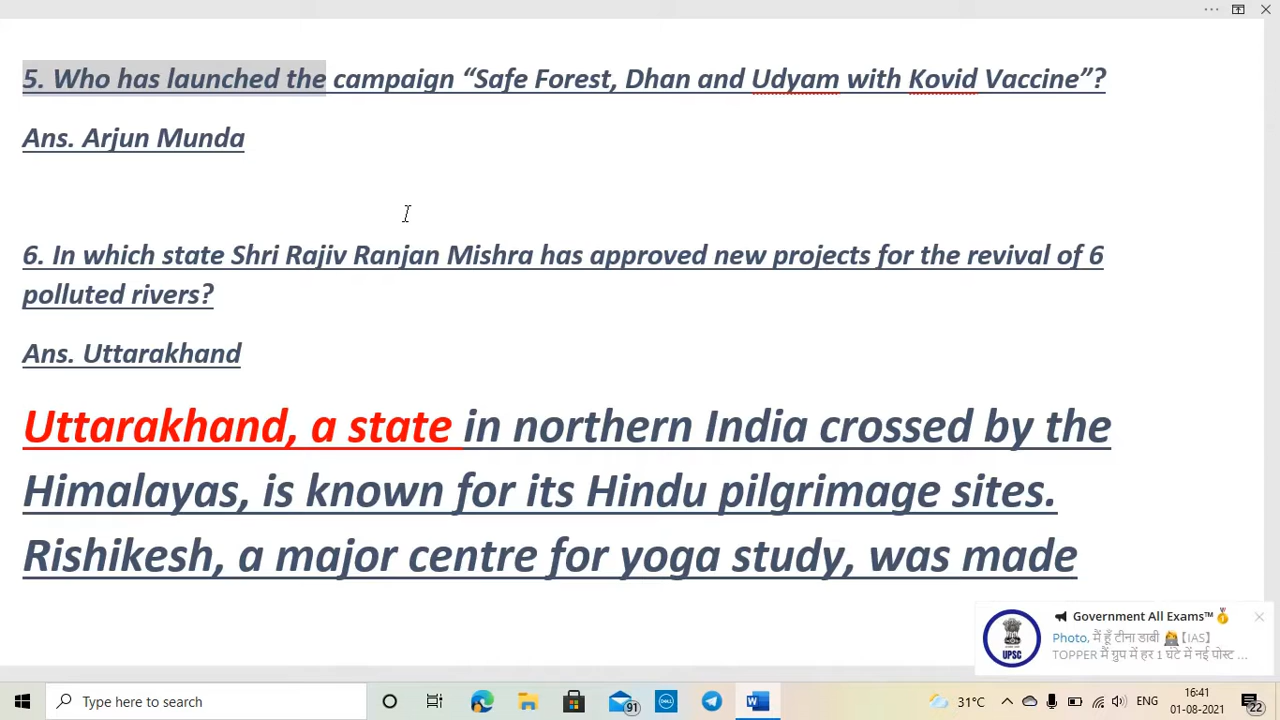 5. Who has launched the campaign “Safe Forest, Dhan and Udyam with Kovid Vaccine”?
Ans. Arjun Munda
6. In which state Shri Rajiv Ranjan Mishra has approved new projects for the revival of 6
polluted rivers?
Ans. Uttarakhand
Uttarakhand, a state in northern India crossed by the
Himalayas, is known for its Hindu pilgrimage sites.
Rishikesh, a major centre for yoga study, was made
Government All Exams™
Photo, मैं हूँ टीना डाबी 【IAS】
UPSC
TOPPER मैं ग्रुप में हर 1 घंटे में नई पोस्ट ...
Type here to search
91
DELL
31°C
ENG
16:41
01-08-2021
22